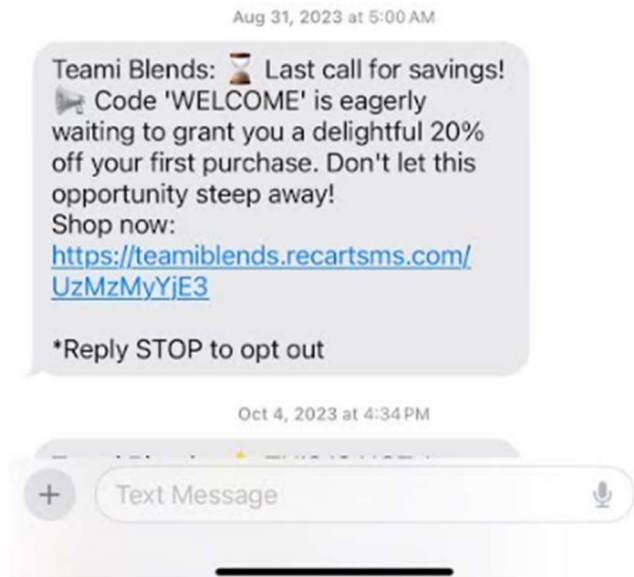 Aug 31, 2023 at 5:00 AM
Teami Blends: ⏳ Last call for savings!
📢 Code 'WELCOME' is eagerly
waiting to grant you a delightful 20%
off your first purchase. Don't let this
opportunity steep away!
Shop now:
https://teamiblends.recartsms.com/
UzMzMyYjE3
*Reply STOP to opt out
Oct 4, 2023 at 4:34 PM
+ Text Message